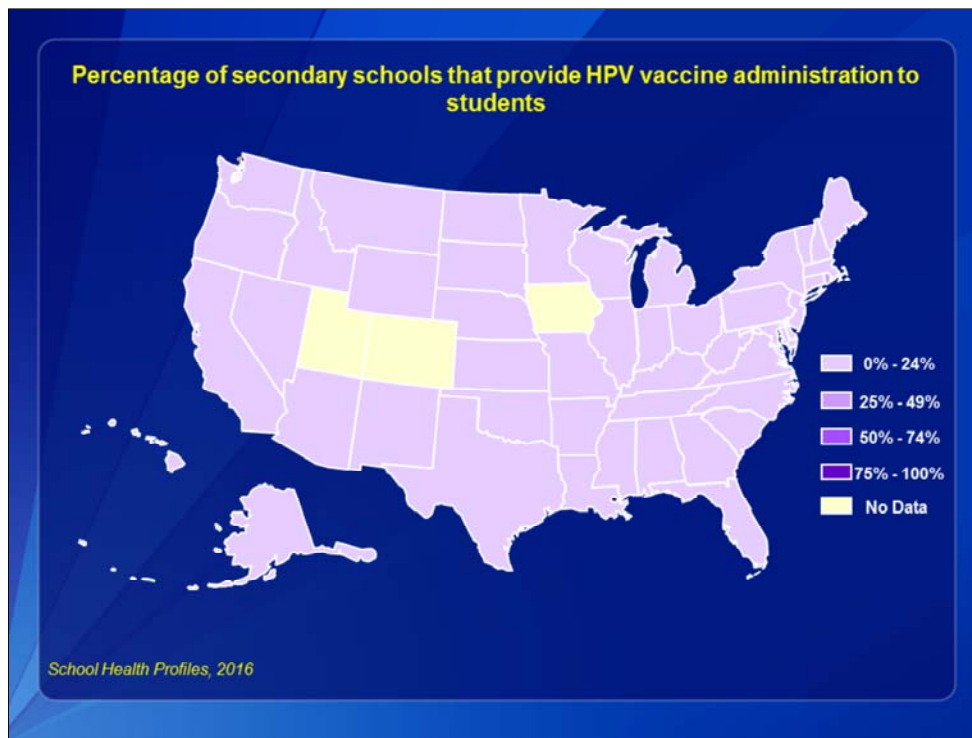 Percentage of secondary schools that provide HPV vaccine administration to
students
0% - 24%
25% - 49%
50% - 74%
75% - 100%
No Data
School Health Profiles, 2016